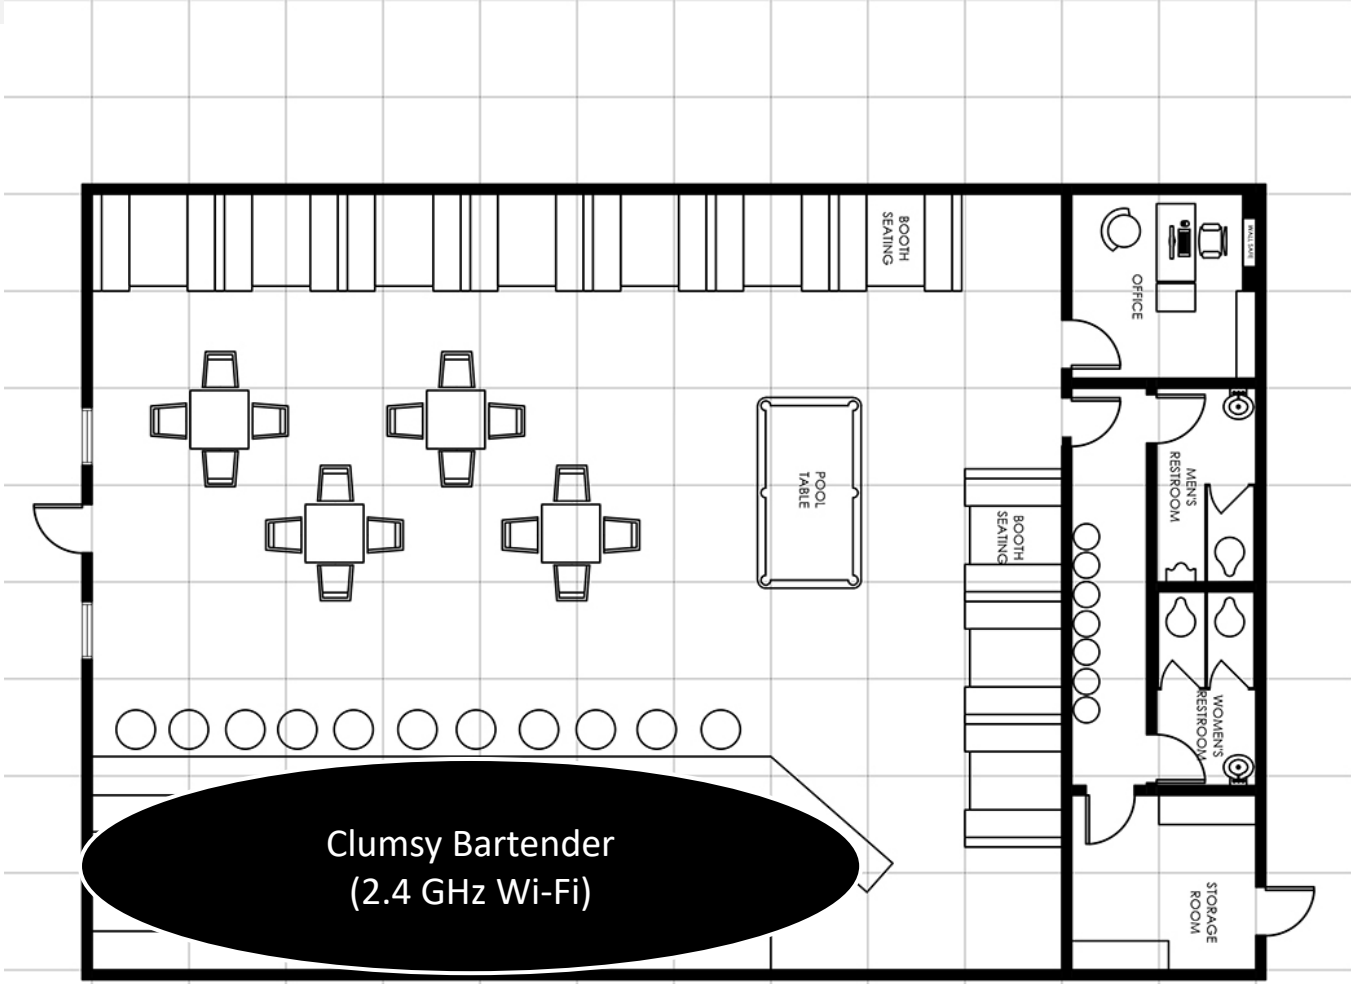 BOOTH
SEATING
WALL SAFE
OFFICE
POOL
TABLE
BOOTH
SEATING
MEN'S
RESTROOM
WOMEN'S
RESTROOM
Clumsy Bartender
(2.4 GHz Wi-Fi)
STORAGE
ROOM